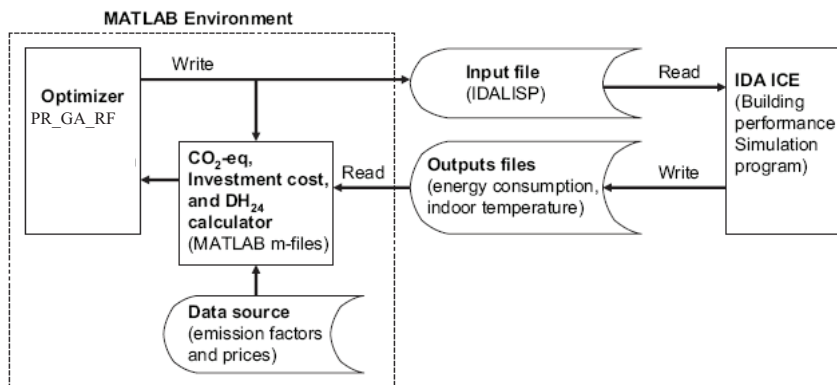 MATLAB Environment
Write
Optimizer
PR_GA_RF
Input file
(IDALISP)
Read
IDA ICE
(Building
performance
Simulation
program)
CO₂-eq,
Investment cost,
and DH₂₄
calculator
(MATLAB m-files)
Read
Outputs files
(energy consumption,
indoor temperature)
Write
Data source
(emission factors
and prices)